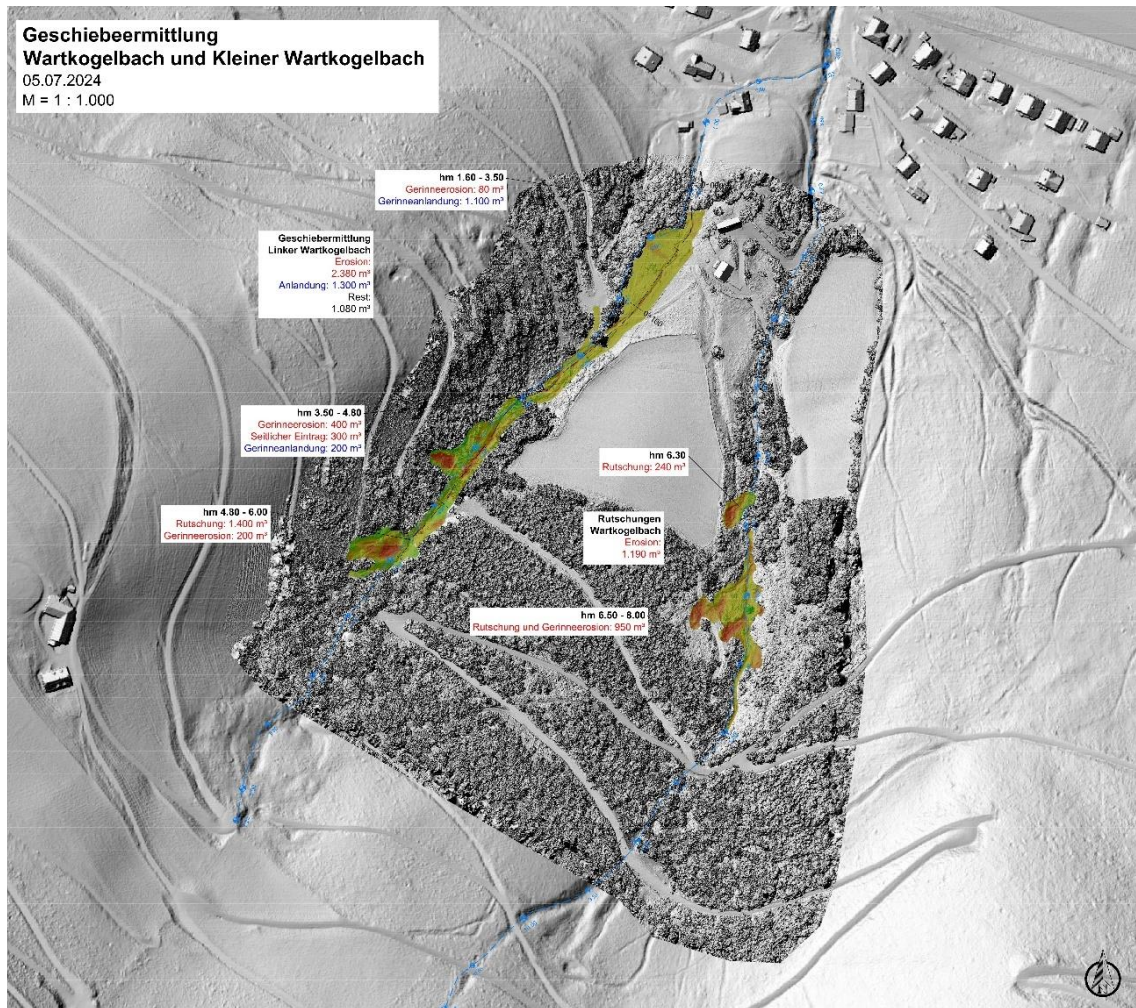 Geschiebeermittlung
Wartkogelbach und Kleiner Wartkogelbach
05.07.2024
M = 1 : 1.000
hm 1.60 - 3.50
Gerinneerosion: 80 m³
Gerinneanlandung: 1.100 m³
Geschiebermittlung
Linker Wartkogelbach
Erosion:
2.380 m³
Anlandung: 1.300 m³
Rest:
1.080 m³
hm 3.50 - 4.80
Gerinneerosion: 400 m³
Seitlicher Eintrag: 300 m³
Gerinneanlandung: 200 m³
hm 6.30
Rutschung: 240 m³
hm 4.80 - 6.00
Rutschung: 1.400 m³
Gerinneerosion: 200 m³
Rutschungen
Wartkogelbach
Erosion:
1.190 m³
hm 6.50 - 8.00
Rutschung und Gerinneerosion: 950 m³